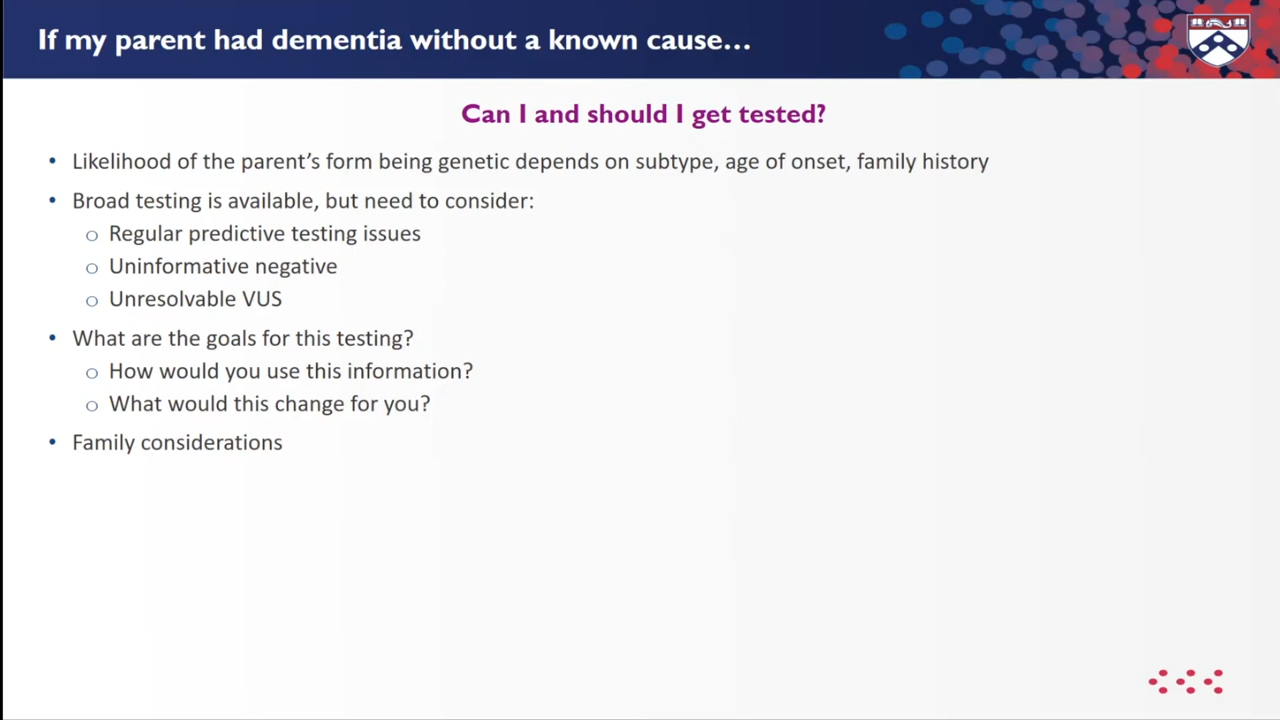 If my parent had dementia without a known cause...
Can I and should I get tested?
• Likelihood of the parent's form being genetic depends on subtype, age of onset, family history
• Broad testing is available, but need to consider:
o Regular predictive testing issues
o Uninformative negative
o Unresolvable VUS
• What are the goals for this testing?
o How would you use this information?
o What would this change for you?
• Family considerations